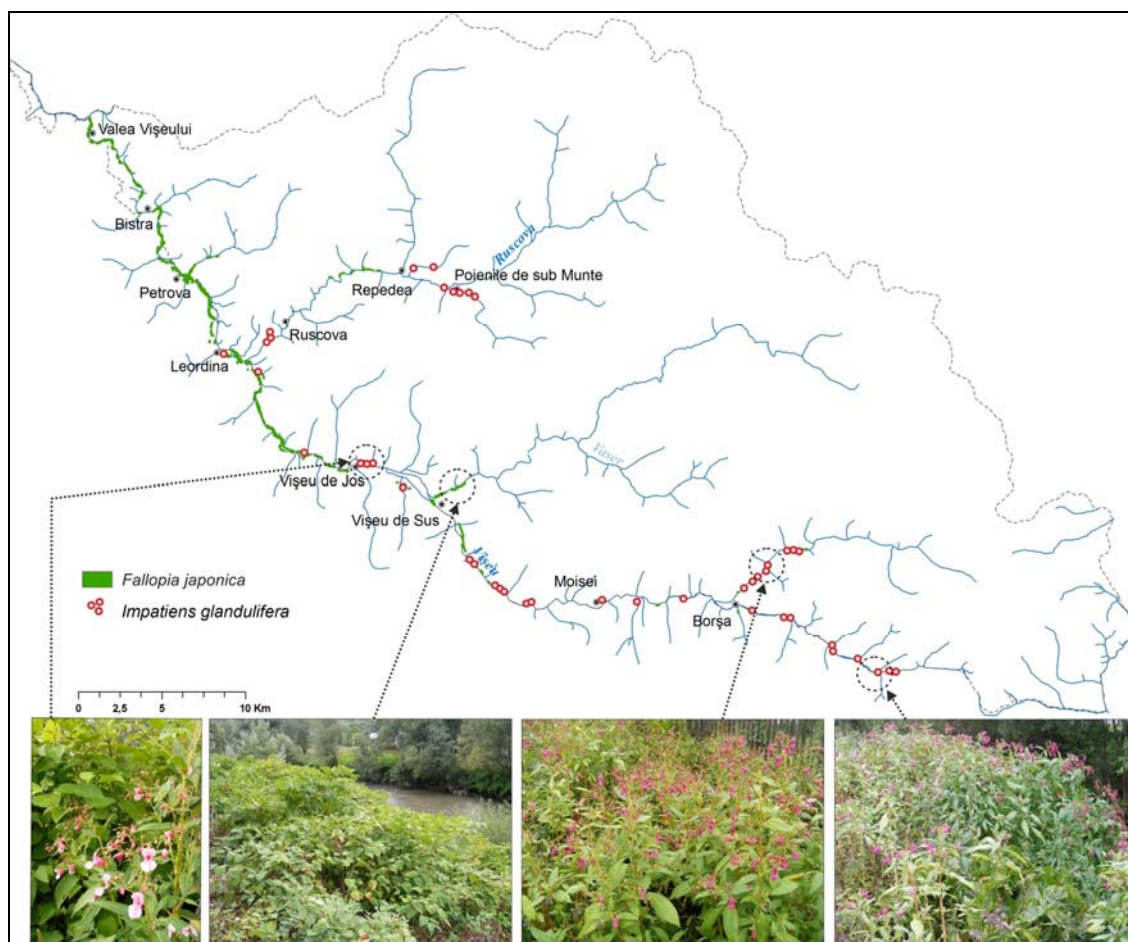 Valea Vişeului
Bistra
Petrova
Repedea
Ruscova
Poienile de sub Munte
Ruscova
Leordina
Vaser
Vişeu de Jos
Vişeu de Sus
Vişeu
Moisei
Borşa
Fallopia japonica
Impatiens glandulifera
0 2,5 5 10 Km